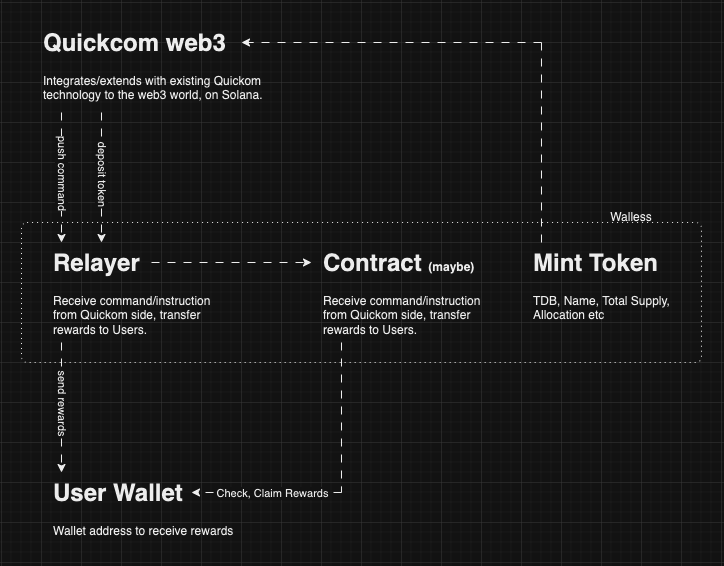 Quickcom web3
Integrates/extends with existing Quickom
technology to the web3 world, on Solana.
push command
deposit token
Walless
Relayer
Contract (maybe)
Mint Token
Receive command/instruction
from Quickom side, transfer
rewards to Users.
Receive command/instruction
from Quickom side, transfer
rewards to Users.
TDB, Name, Total Supply,
Allocation etc
send rewards
User Wallet
Check, Claim Rewards
Wallet address to receive rewards